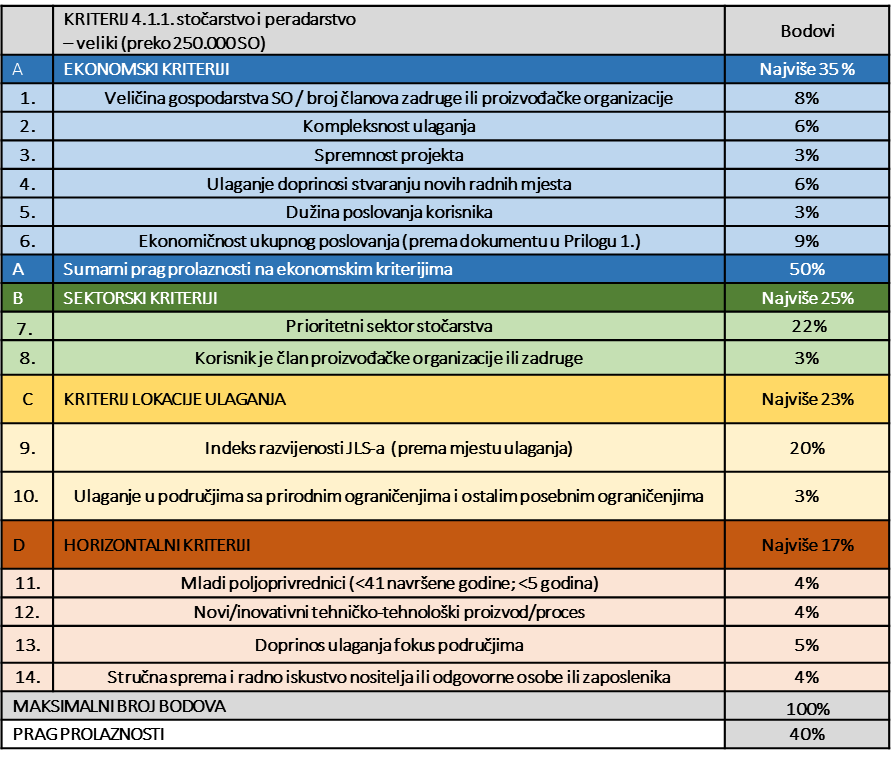 KRITERIJ 4.1.1. stočarstvo i peradarstvo
– veliki (preko 250.000 SO) Bodovi
A EKONOMSKI KRITERIJI Najviše 35 %
1. Veličina gospodarstva SO / broj članova zadruge ili proizvođačke organizacije 8%
2. Kompleksnost ulaganja 6%
3. Spremnost projekta 3%
4. Ulaganje doprinosi stvaranju novih radnih mjesta 6%
5. Dužina poslovanja korisnika 3%
6. Ekonomičnost ukupnog poslovanja (prema dokumentu u Prilogu 1.) 9%
A Sumarni prag prolaznosti na ekonomskim kriterijima 50%
B SEKTORSKI KRITERIJI Najviše 25%
7. Prioritetni sektor stočarstva 22%
8. Korisnik je član proizvođačke organizacije ili zadruge 3%
C KRITERIJ LOKACIJE ULAGANJA Najviše 23%
9. Indeks razvijenosti JLS-a (prema mjestu ulaganja) 20%
10. Ulaganje u područjima sa prirodnim ograničenjima i ostalim posebnim ograničenjima 3%
D HORIZONTALNI KRITERIJI Najviše 17%
11. Mladi poljoprivrednici (<41 navršene godine; <5 godina) 4%
12. Novi/inovativni tehničko-tehnološki proizvod/proces 4%
13. Doprinos ulaganja fokus područjima 5%
14. Stručna sprema i radno iskustvo nositelja ili odgovorne osobe ili zaposlenika 4%
MAKSIMALNI BROJ BODOVA 100%
PRAG PROLAZNOSTI 40%